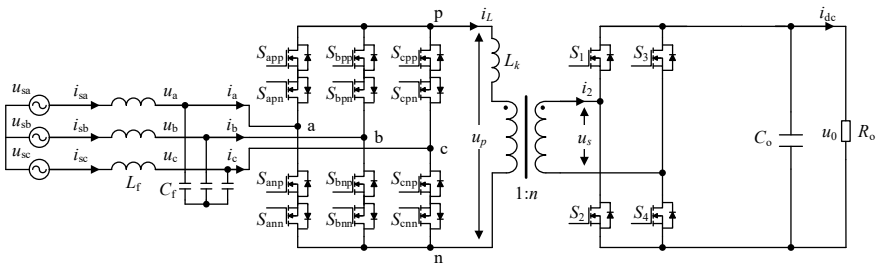 p
i_L
i_dc
S_app
S_bpp
S_cpp
L_k
S_1
S_3
S_apn
S_bpn
S_cpn
u_sa
i_sa
u_a
i_a
i_2
a
u_sb
i_sb
u_b
i_b
b
u_p
u_s
C_o
u_0
R_o
u_sc
i_sc
u_c
i_c
c
L_f
C_f
S_anp
S_bnp
S_cnp
1:n
S_ann
S_bnn
S_cnn
S_2
S_4
n